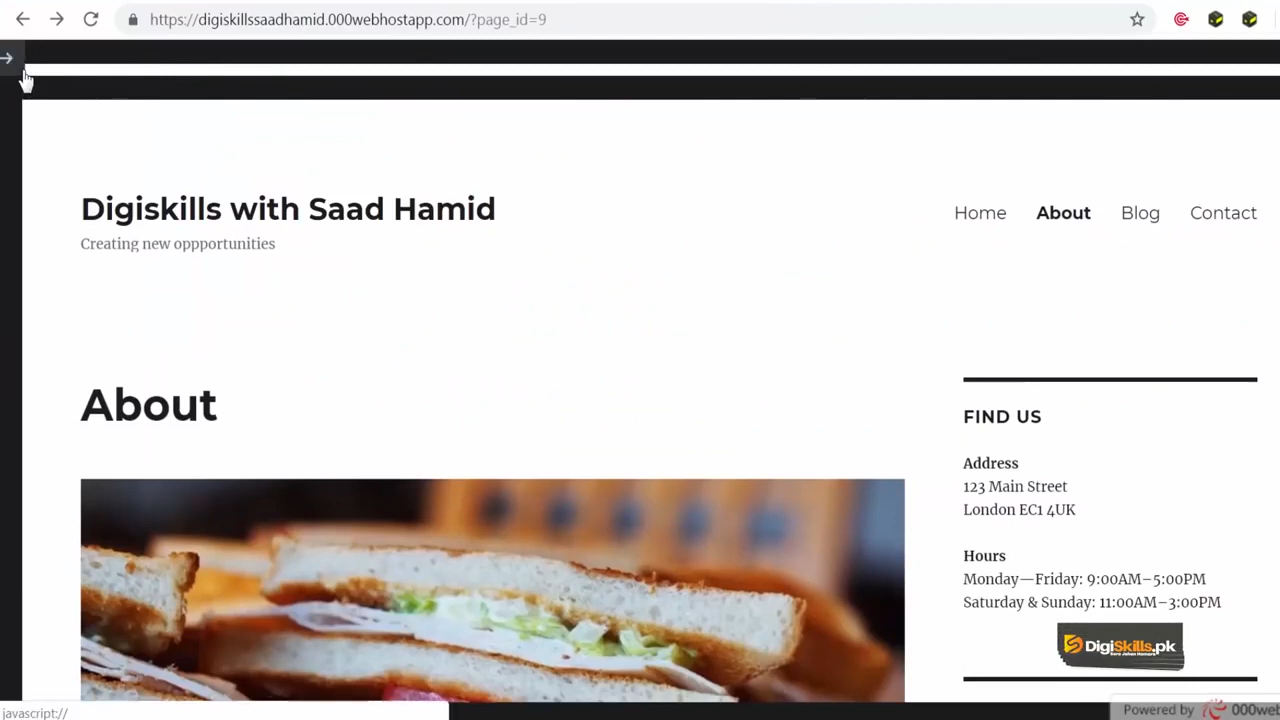 https://digiskillssaadhamid.000webhostapp.com/?page_id=9
Digiskills with Saad Hamid
Creating new oppportunities
Home About Blog Contact
About
FIND US
Address
123 Main Street
London EC1 4UK
Hours
Monday—Friday: 9:00AM–5:00PM
Saturday & Sunday: 11:00AM–3:00PM
DigiSkills.pk
javascript://
Powered by 000web